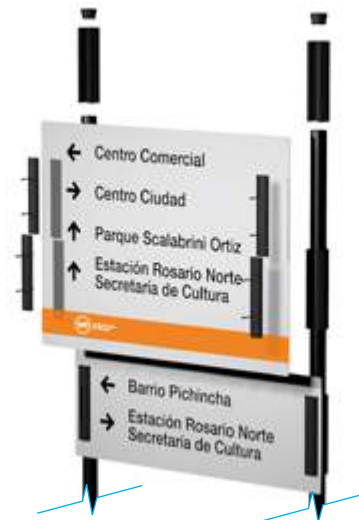 ← Centro Comercial
→ Centro Ciudad
↑ Parque Scalabrini Ortiz
↑ Estación Rosario Norte
Secretaria de Cultura
← Barrio Pichincha
→ Estación Rosario Norte
Secretaría de Cultura